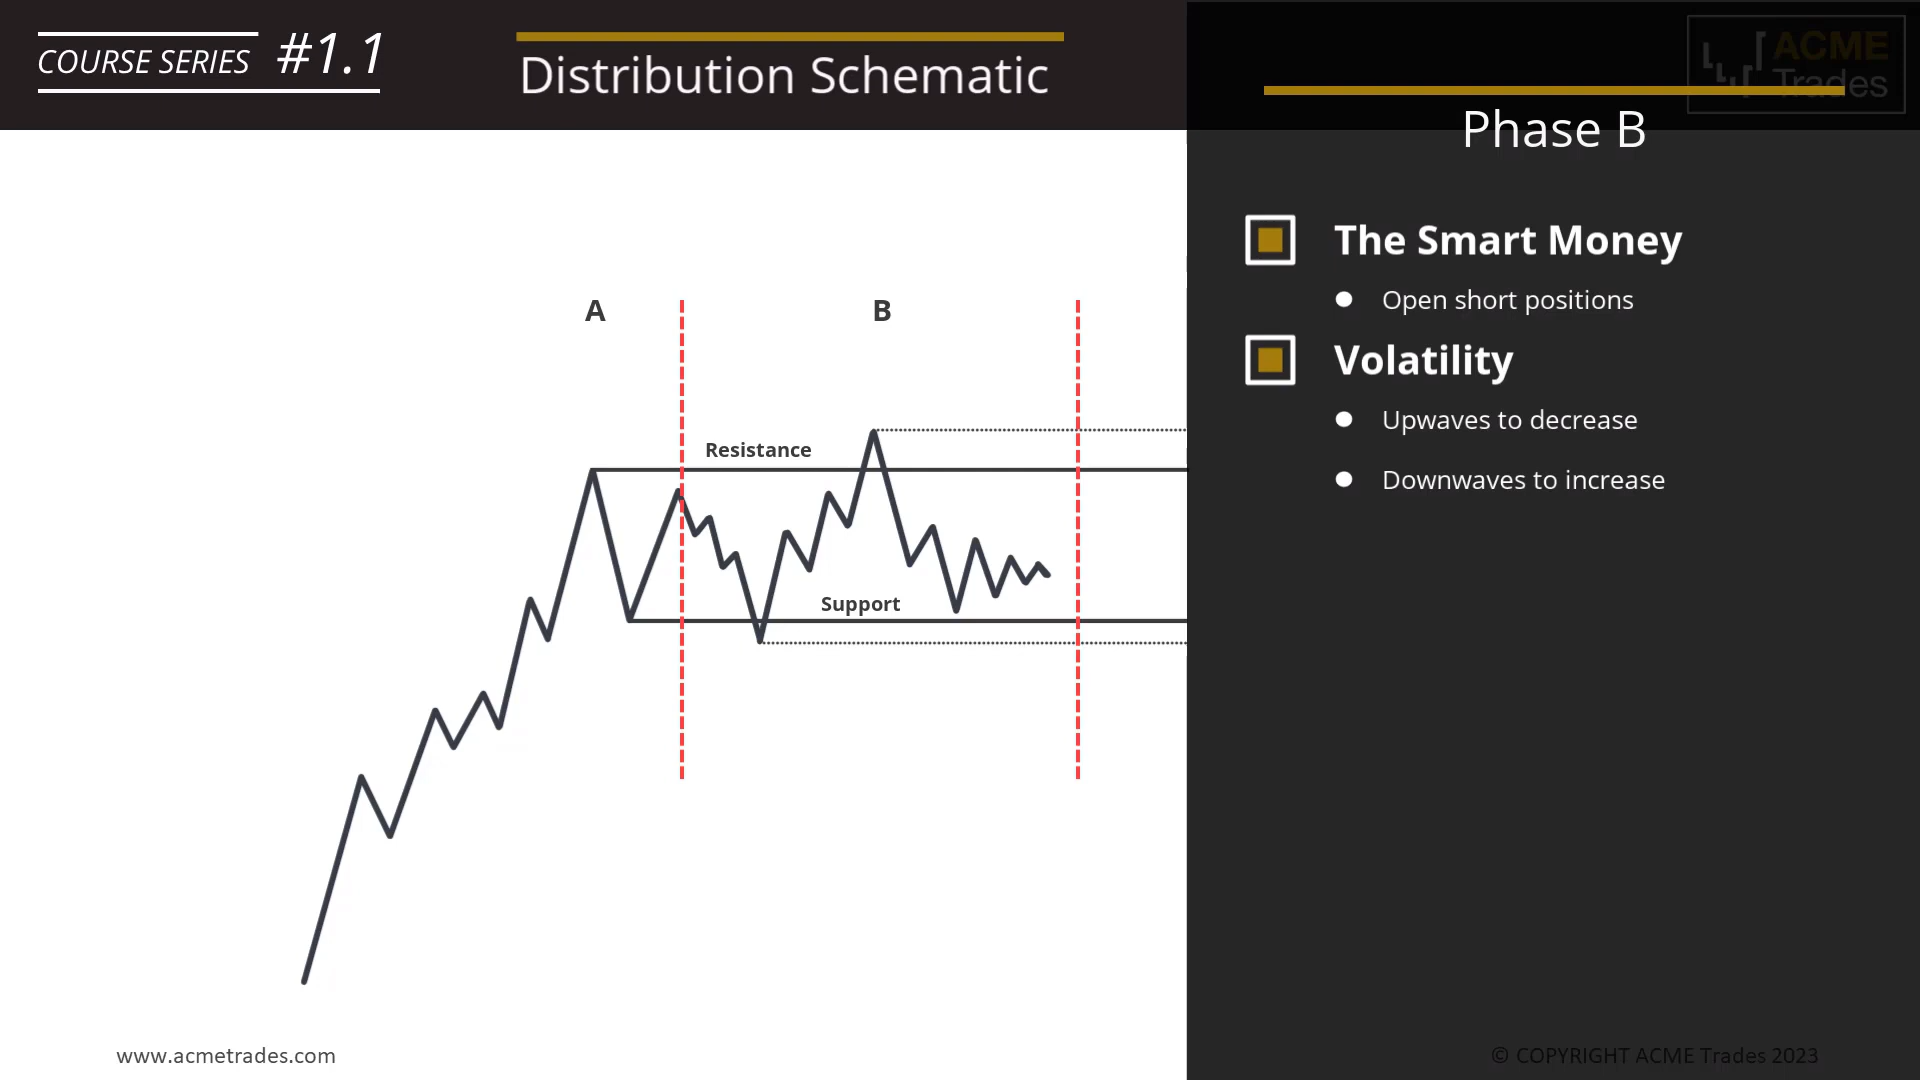 COURSE SERIES #1.1
Distribution Schematic
ACME
Trades
Phase B
The Smart Money
Open short positions
Volatility
Upwaves to decrease
Downwaves to increase
A
B
Resistance
Support
www.acmetrades.com
© COPYRIGHT ACME Trades 2023